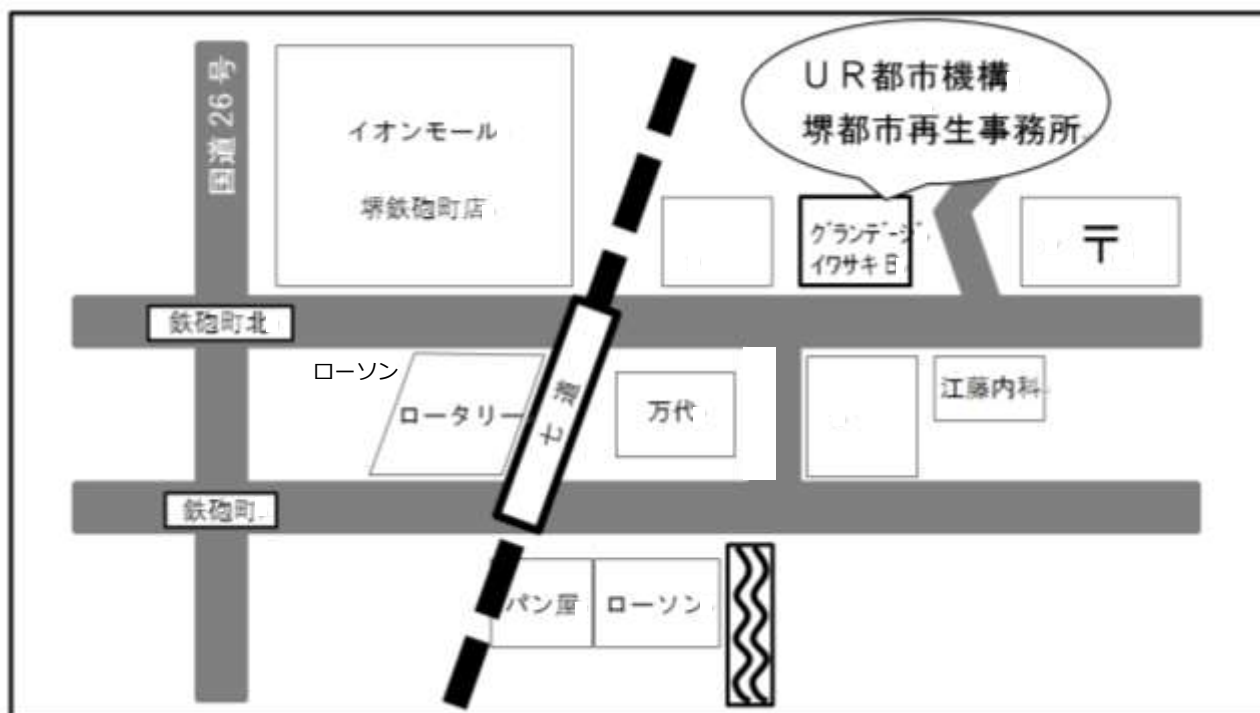 国道26号
イオンモール
堺鉄砲町店
UR都市機構
堺都市再生事務所
グランデージ
イワサキB
〒
鉄砲町北
ローソン
ロータリー
七道
万代
江藤内科
鉄砲町
パン屋
ローソン